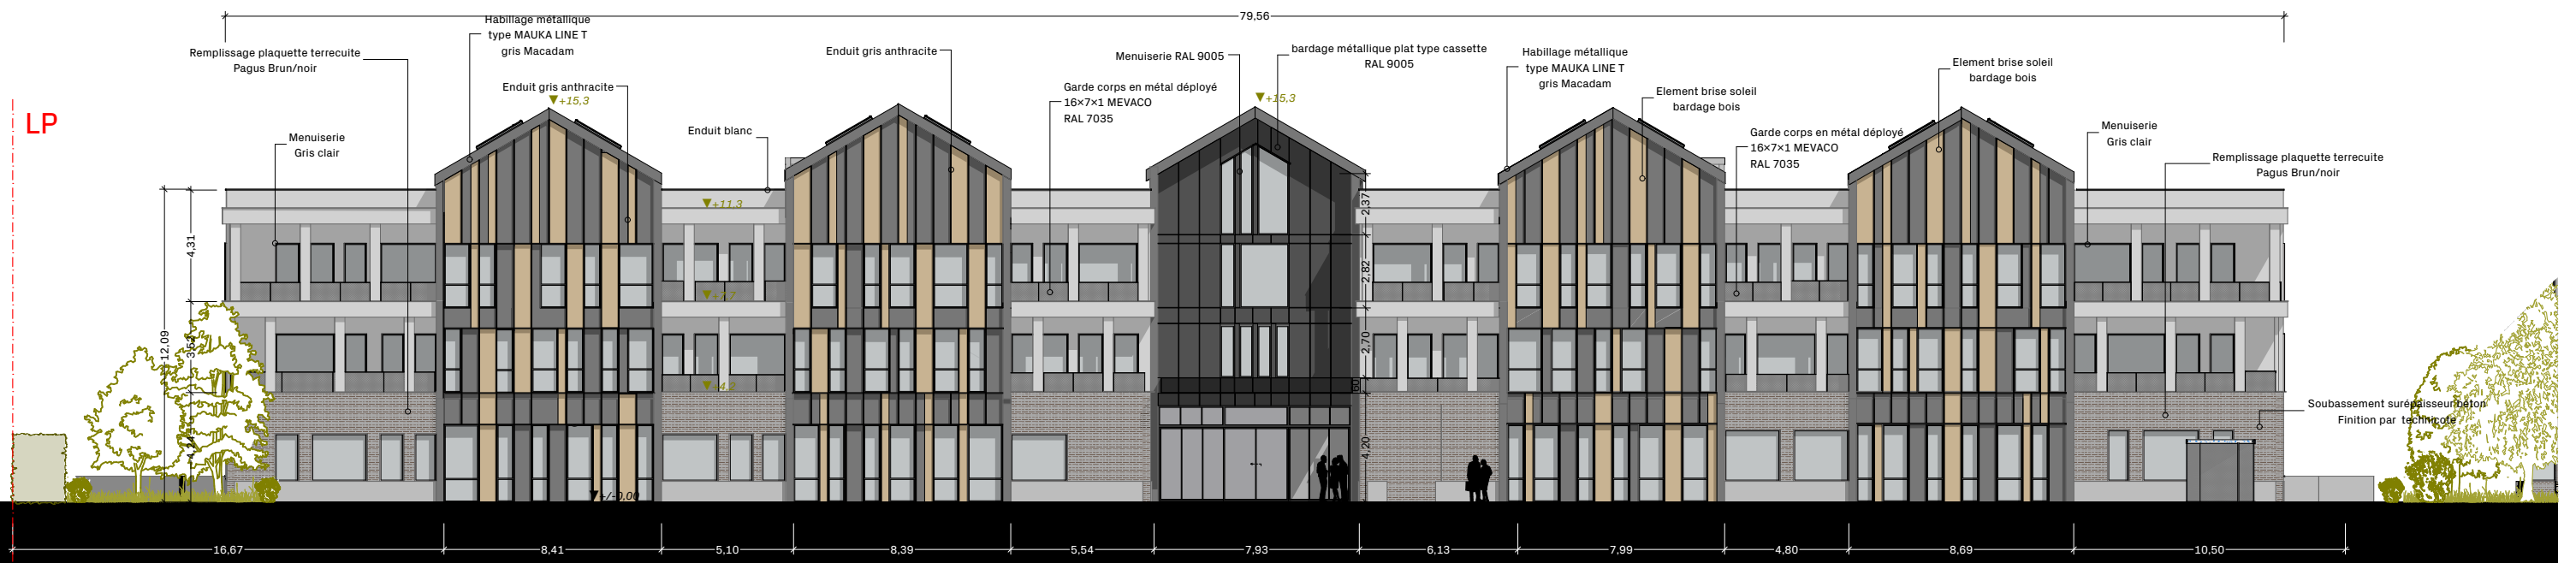 79,56
Habillage métallique
type MAUKA LINE T
gris Macadam
Remplissage plaquette terrecuite
Pagus Brun/noir
Enduit gris anthracite
+15,3
Enduit gris anthracite
Menuiserie RAL 9005
bardage métallique plat type cassette
RAL 9005
Habillage métallique
type MAUKA LINE T
gris Macadam
Element brise soleil
bardage bois
Element brise soleil
bardage bois
Garde corps en métal déployé
16×7×1 MEVACO
RAL 7035
+15,3
LP
Menuiserie
Gris clair
Enduit blanc
Garde corps en métal déployé
16×7×1 MEVACO
RAL 7035
Menuiserie
Gris clair
Remplissage plaquette terrecuite
Pagus Brun/noir
+11,3
2,37
4,31
2,82
12,09
2,70
4,20
Soubassement surépaisseur béton
Finition par technicote
+/-0,00
16,67
8,41
5,10
8,39
5,54
7,93
6,13
7,99
4,80
8,69
10,50